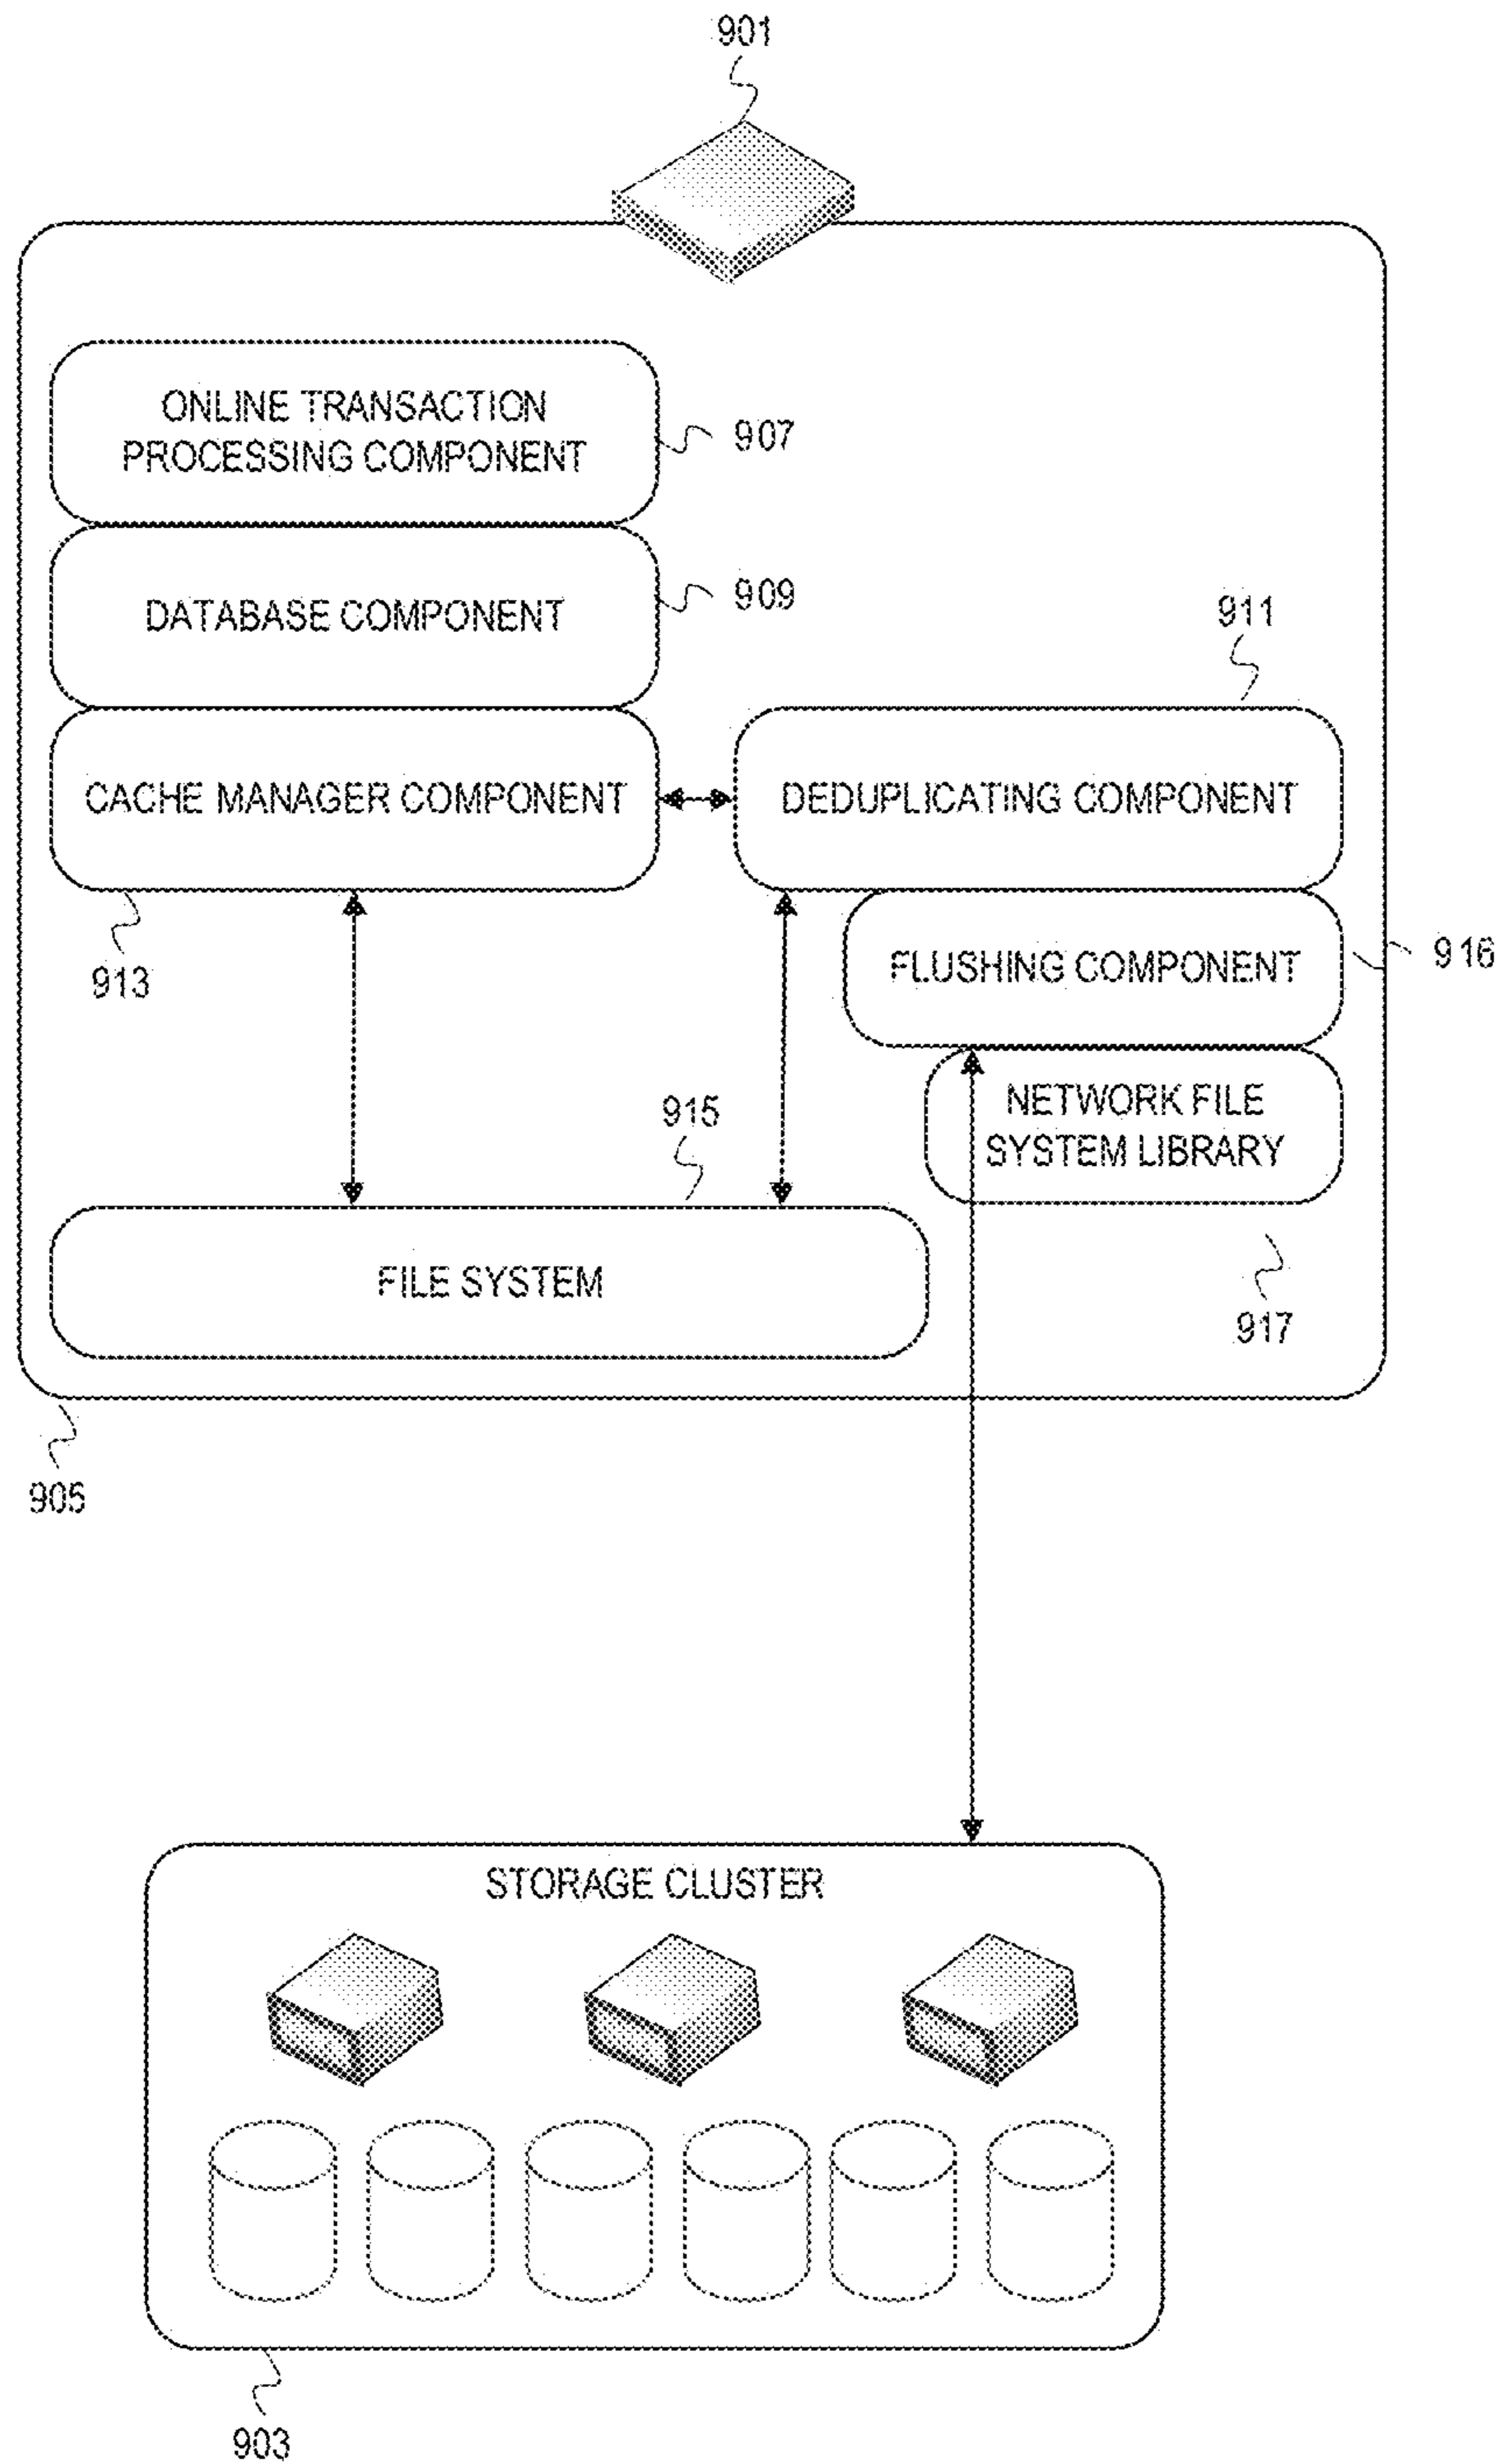 901
ONLINE TRANSACTION
PROCESSING COMPONENT
907
DATABASE COMPONENT
909
911
CACHE MANAGER COMPONENT
DEDUPLICATING COMPONENT
913
FLUSHING COMPONENT
916
915
NETWORK FILE
SYSTEM LIBRARY
FILE SYSTEM
917
905
STORAGE CLUSTER
903